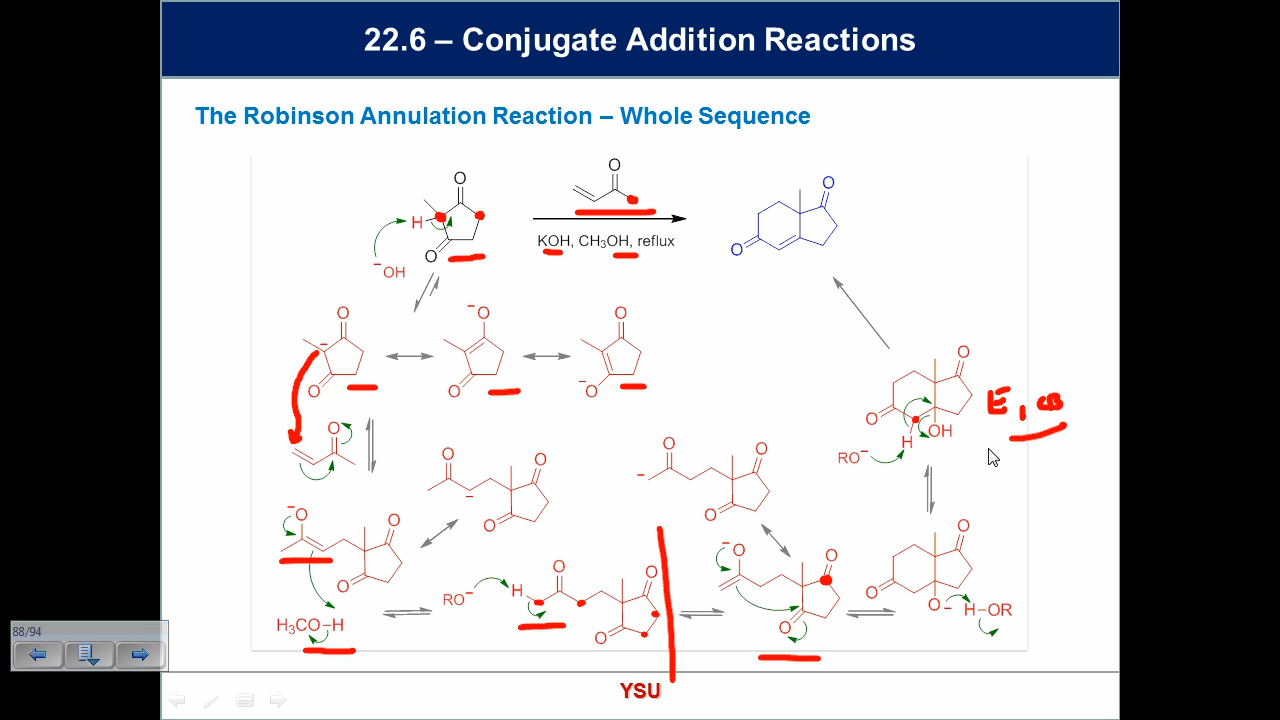 22.6 – Conjugate Addition Reactions
The Robinson Annulation Reaction – Whole Sequence
O
O
O
H
O
⁻OH
KOH, CH₃OH, reflux
O
O
O
⁻O
O
O
⁻O
O
O
O
O
O
⁻O
O
O
H₃CO–H
RO⁻
H
O
O
O
O
O
O
⁻O
O
O
O
O
O⁻
H–OR
O
O
OH
H
RO⁻
E1cB
88/94
YSU